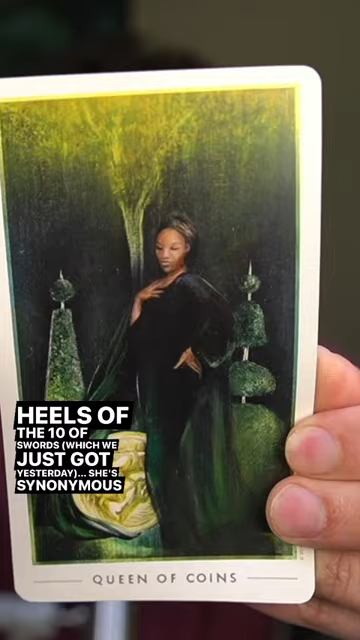 HEELS OF
THE 10 OF
SWORDS (WHICH WE
JUST GOT
YESTERDAY)... SHE'S
SYNONYMOUS
QUEEN OF COINS